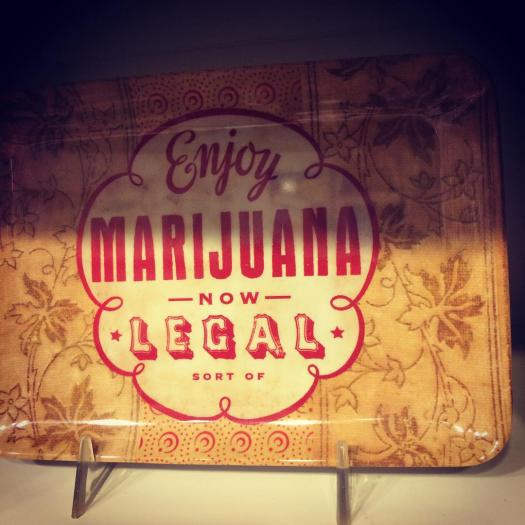 Enjoy
MARIJUANA
NOW
LEGAL
SORT OF